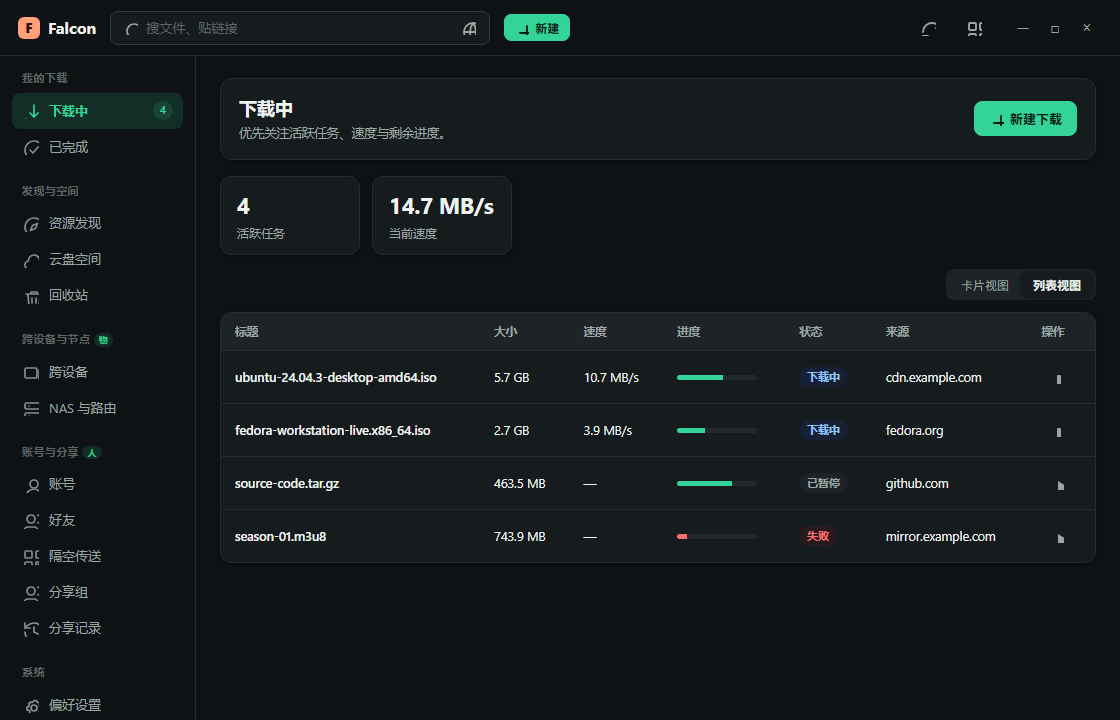 F Falcon 搜文件、贴链接 新建
我的下载
下载中 4
已完成
发现与空间
资源发现
云盘空间
回收站
跨设备与节点 物
跨设备
NAS 与路由
账号与分享 人
账号
好友
隔空传送
分享组
分享记录
系统
偏好设置
下载中
优先关注活跃任务、速度与剩余进度。
新建下载
4
活跃任务
14.7 MB/s
当前速度
卡片视图 列表视图
标题 大小 速度 进度 状态 来源 操作
ubuntu-24.04.3-desktop-amd64.iso 5.7 GB 10.7 MB/s 下载中 cdn.example.com
fedora-workstation-live.x86_64.iso 2.7 GB 3.9 MB/s 下载中 fedora.org
source-code.tar.gz 463.5 MB — 已暂停 github.com
season-01.m3u8 743.9 MB — 失败 mirror.example.com